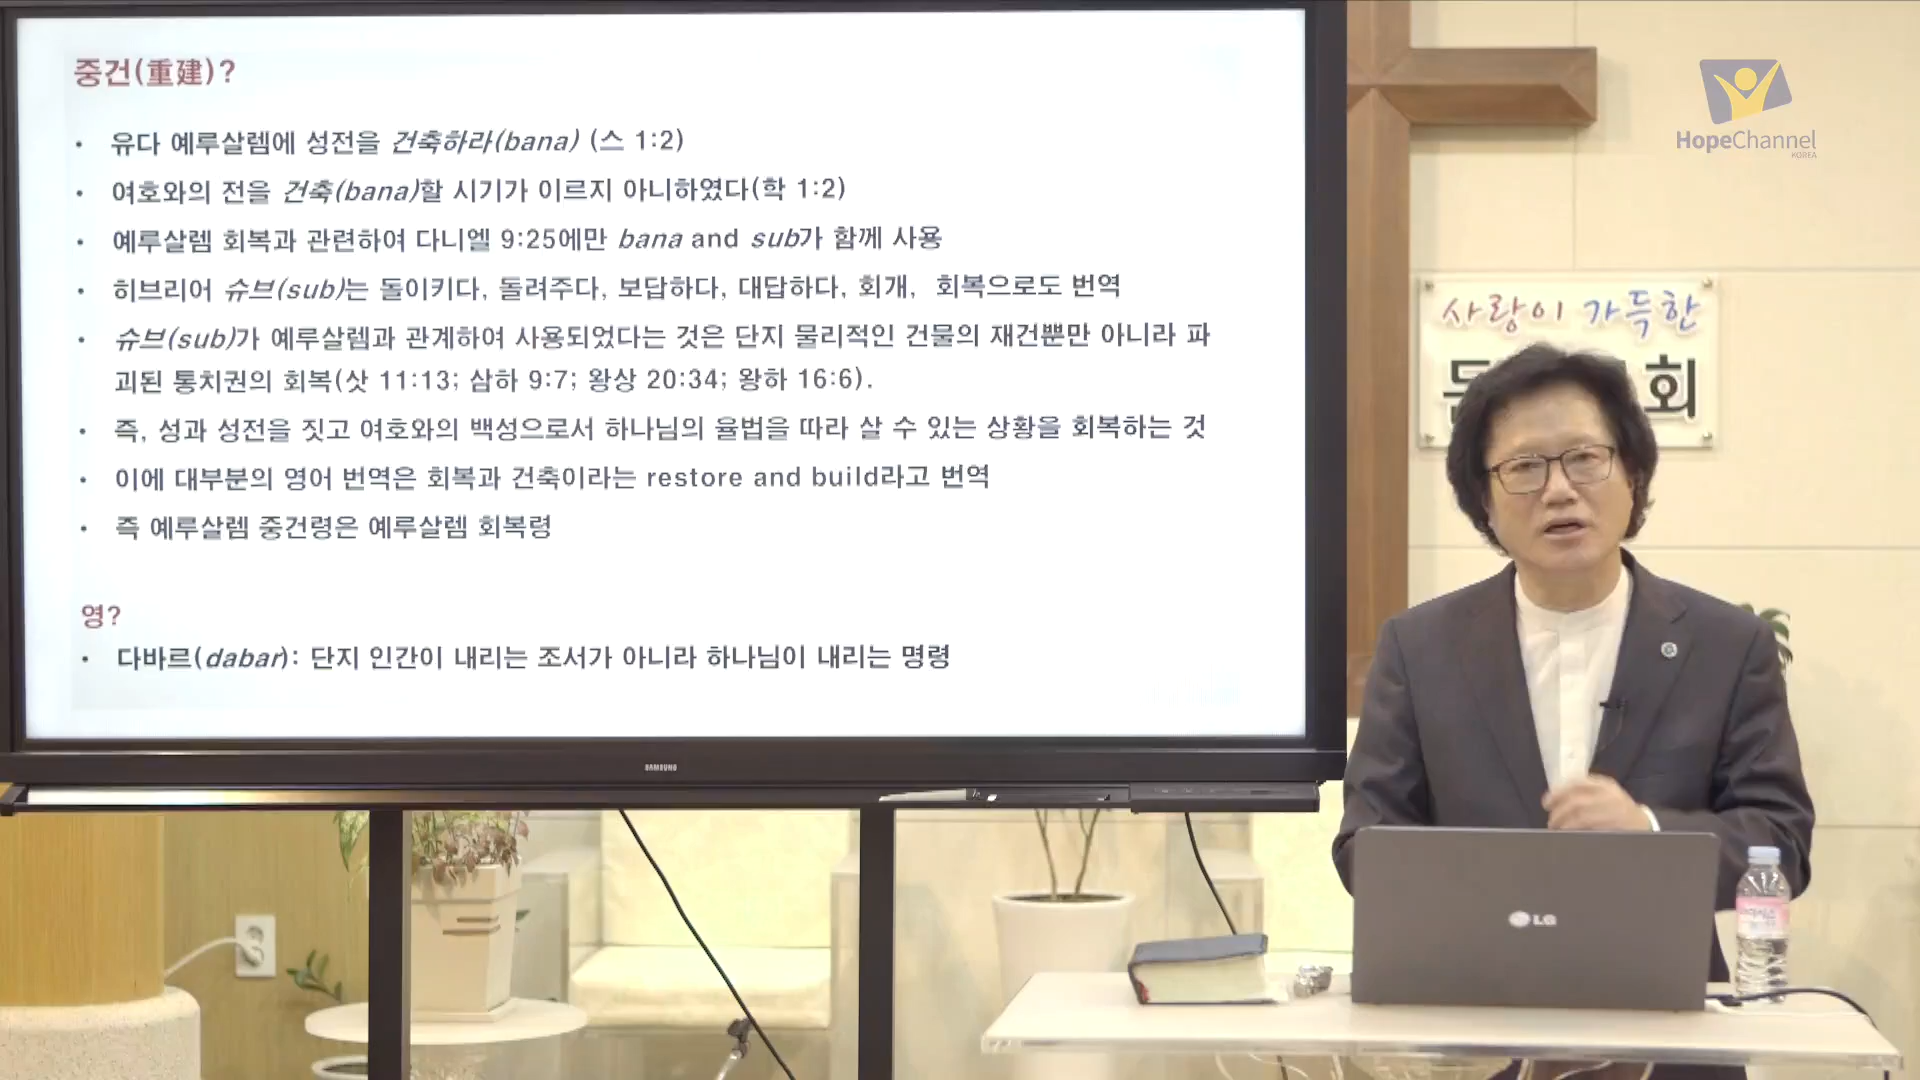 중건(重建)?
• 유다 예루살렘에 성전을 건축하라(bana) (스 1:2)
• 여호와의 전을 건축(bana)할 시기가 이르지 아니하였다(학 1:2)
• 예루살렘 회복과 관련하여 다니엘 9:25에만 bana and sub가 함께 사용
• 히브리어 슈브(sub)는 돌이키다, 돌려주다, 보답하다, 대답하다, 회개, 회복으로도 번역
• 슈브(sub)가 예루살렘과 관계하여 사용되었다는 것은 단지 물리적인 건물의 재건뿐만 아니라 파
괴된 통치권의 회복(삿 11:13; 삼하 9:7; 왕상 20:34; 왕하 16:6).
• 즉, 성과 성전을 짓고 여호와의 백성으로서 하나님의 율법을 따라 살 수 있는 상황을 회복하는 것
• 이에 대부분의 영어 번역은 회복과 건축이라는 restore and build라고 번역
• 즉 예루살렘 중건령은 예루살렘 회복령
영?
• 다바르(dabar): 단지 인간이 내리는 조서가 아니라 하나님이 내리는 명령
SAMSUNG
HopeChannel
KOREA
사랑이 가득한
회
LG